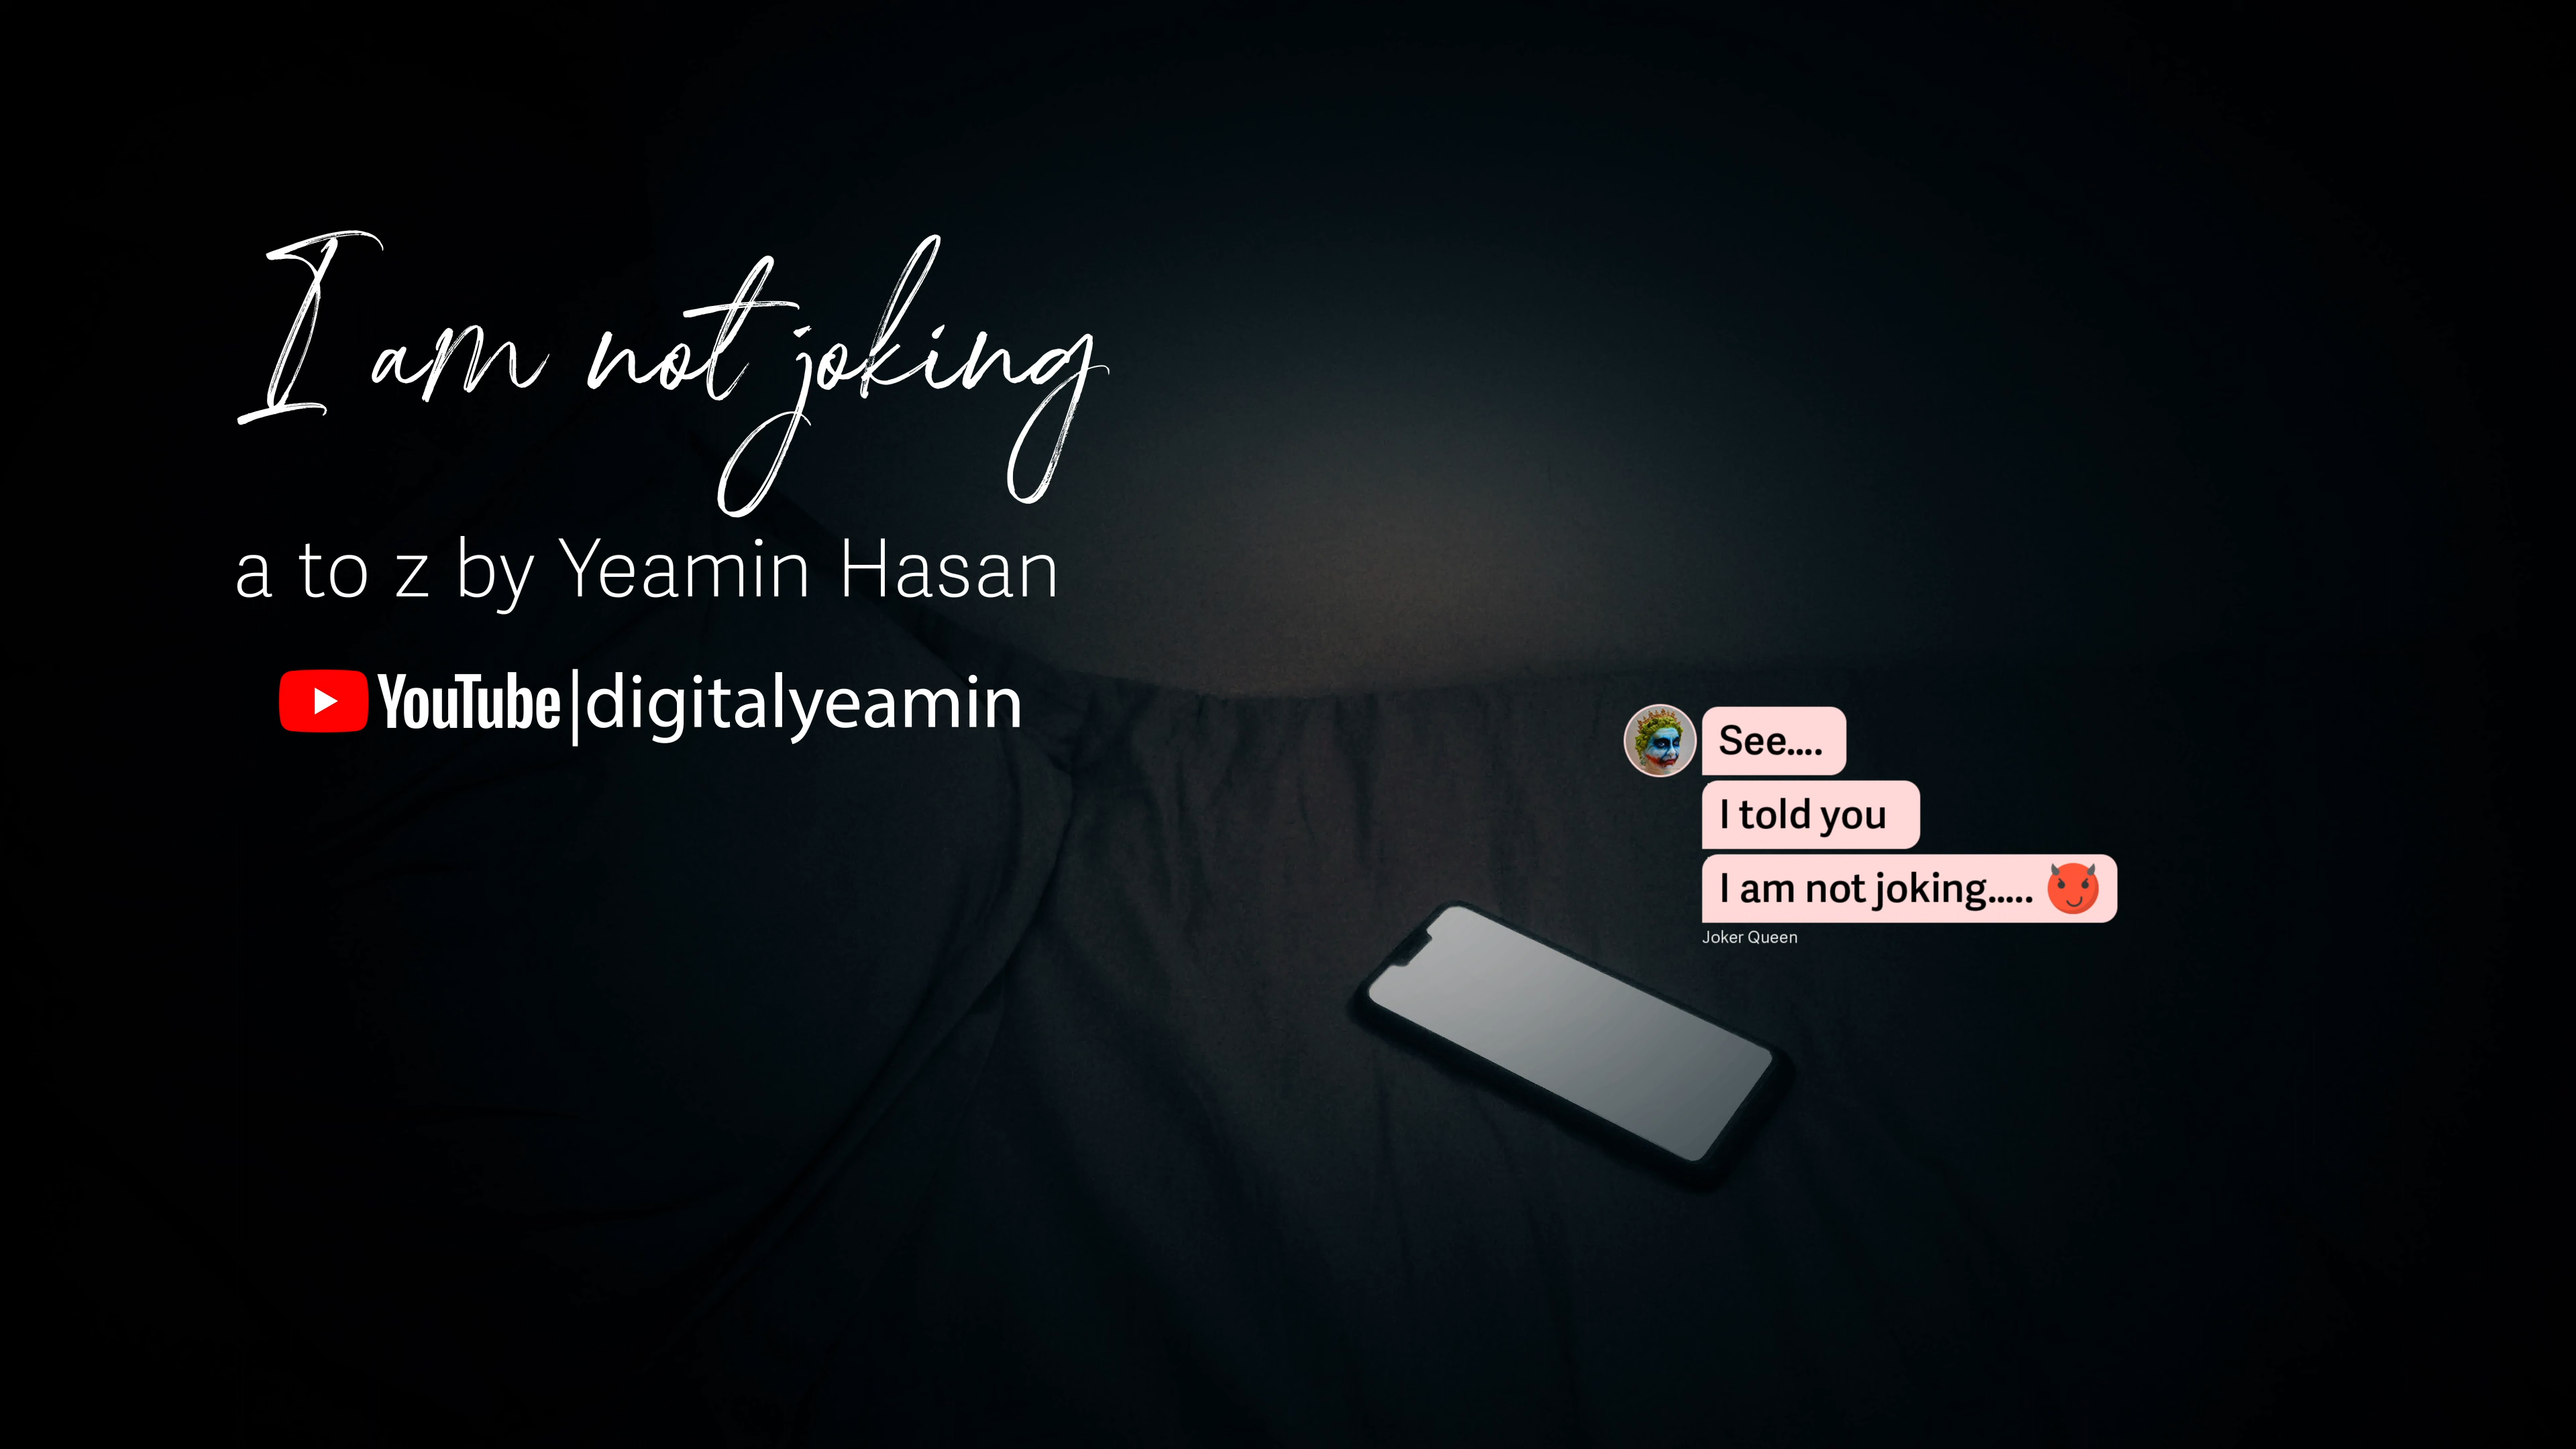 I am not joking
a to z by Yeamin Hasan
YouTube|digitalyeamin
See....
I told you
I am not joking..... 😈
Joker Queen